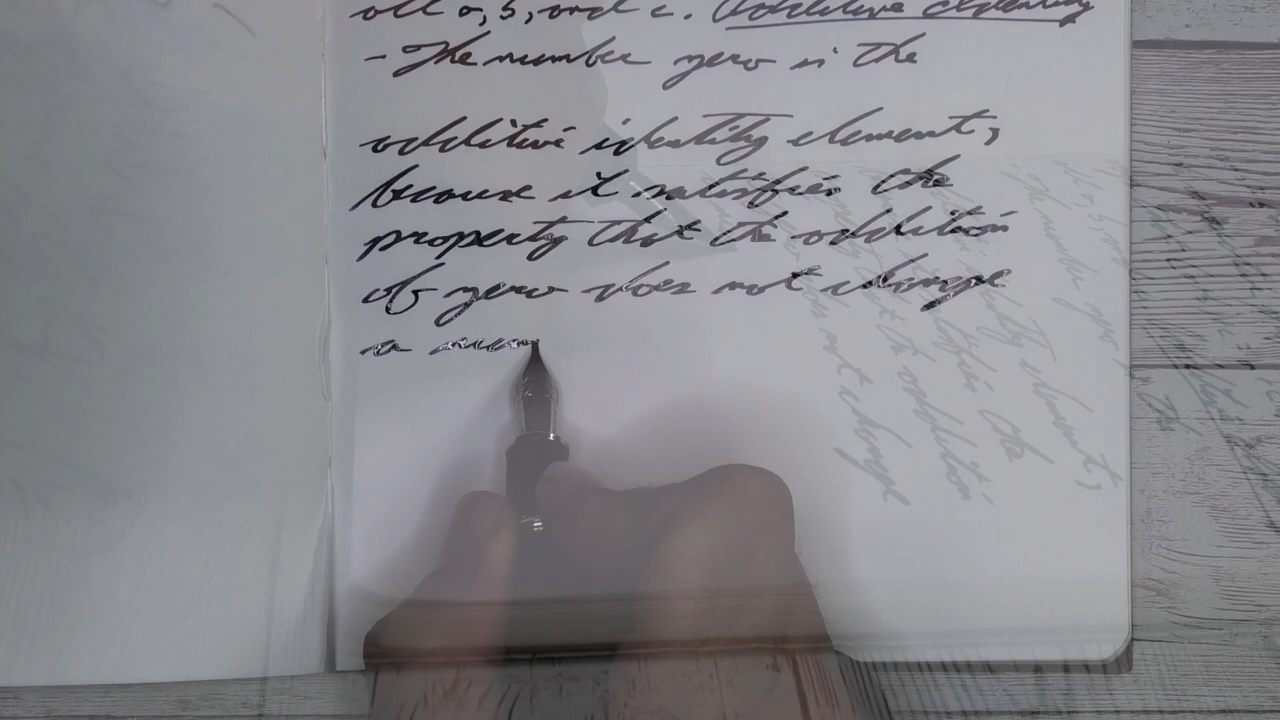 all a, b, and c. Additive Identity
- The number zero is the
additive identity element,
because it satisfies the
property that the addition
of zero does not change
a num